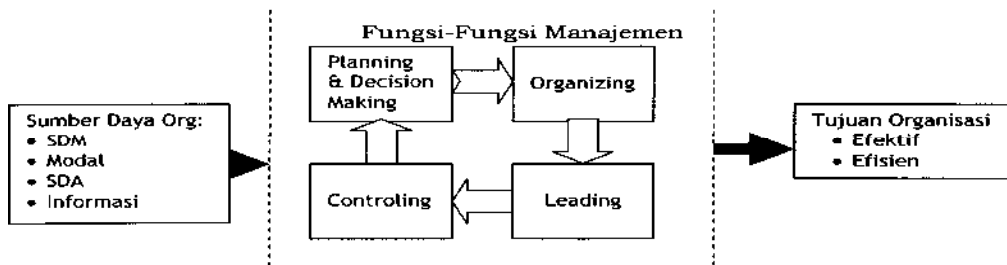 Fungsi-Fungsi Manajemen
Planning
& Decision
Making
Organizing
Sumber Daya Org:
• SDM
• Modal
• SDA
• Informasi
Controling
Leading
Tujuan Organisasi
• Efektif
• Efisien